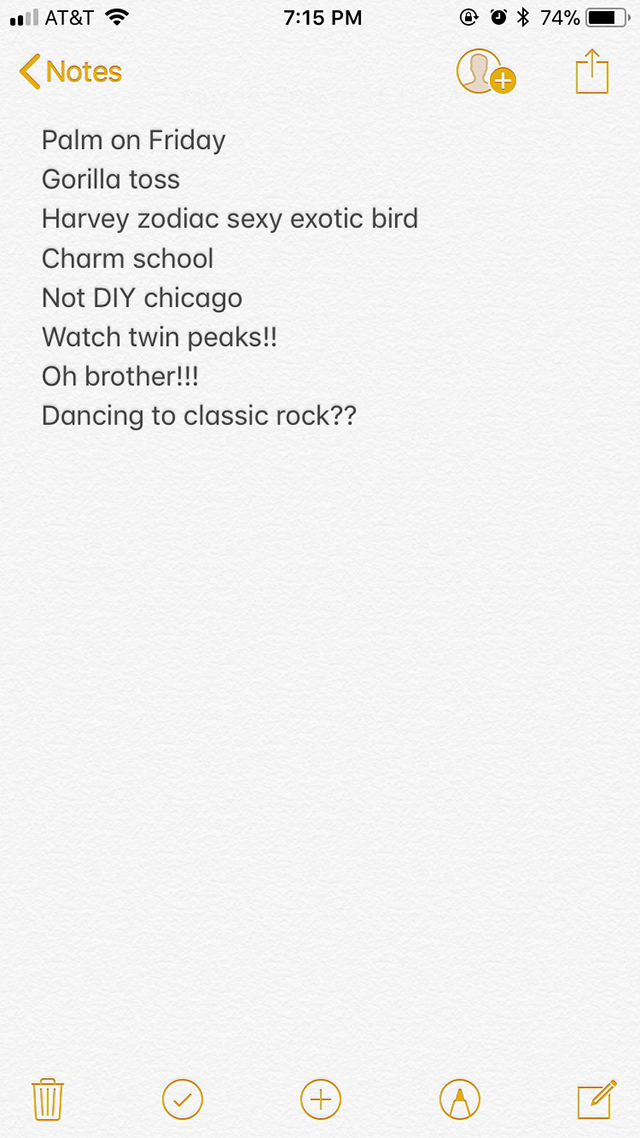 AT&T 7:15 PM 74%
Notes
Palm on Friday
Gorilla toss
Harvey zodiac sexy exotic bird
Charm school
Not DIY chicago
Watch twin peaks!!
Oh brother!!!
Dancing to classic rock??